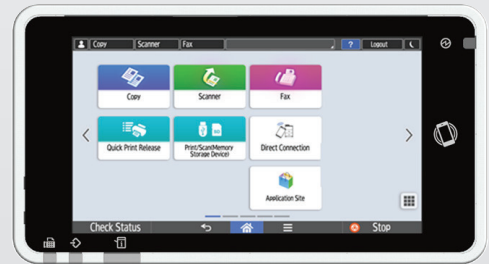 Copy Scanner Fax ? Logout
Copy Scanner Fax
Quick Print Release Print/Scan(Memory Storage Device) Direct Connection
Application Site
Check Status Stop